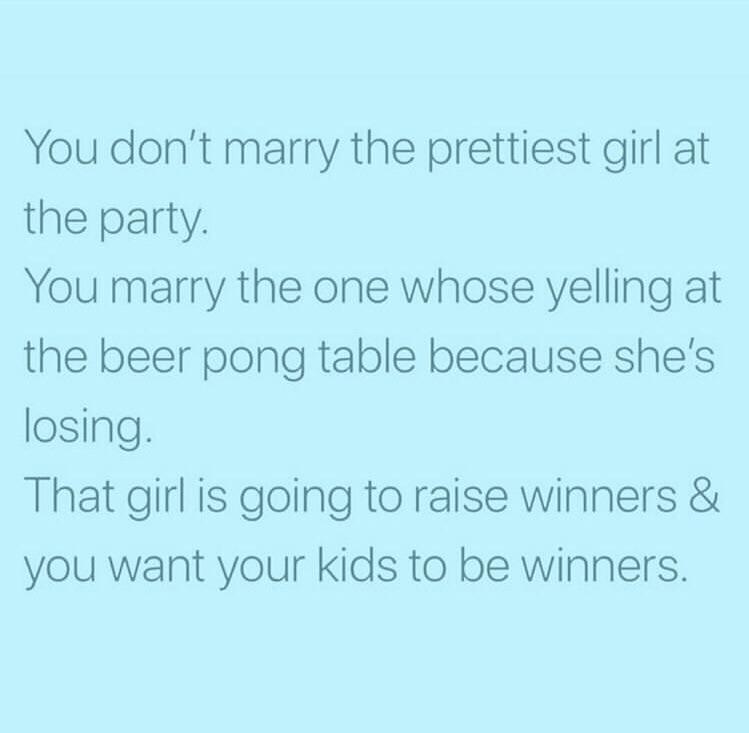 You don't marry the prettiest girl at
the party.
You marry the one whose yelling at
the beer pong table because she's
losing.
That girl is going to raise winners &
you want your kids to be winners.